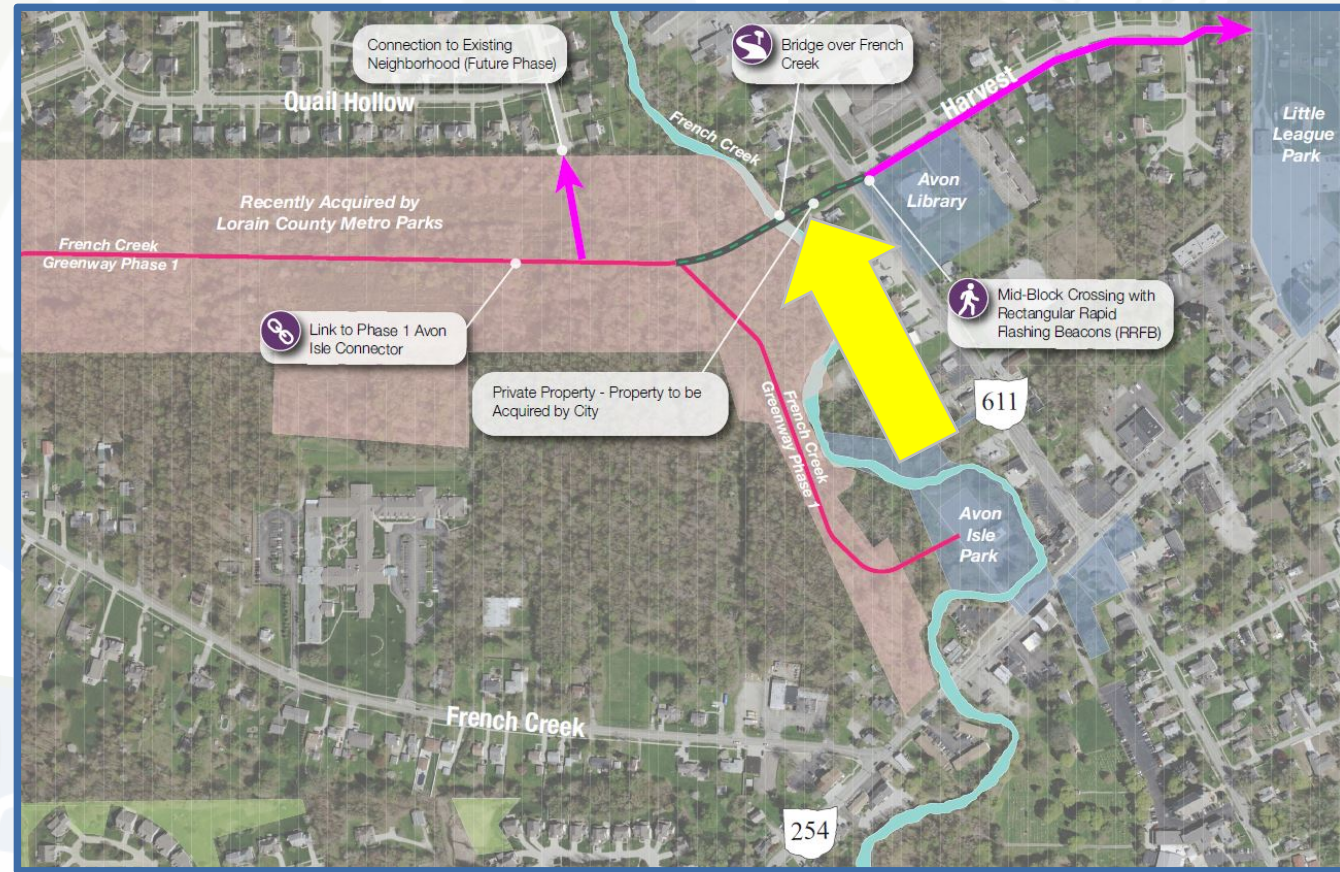 Connection to Existing
Neighborhood (Future Phase)
Bridge over French
Creek
Quail Hollow
Harvest
French Creek
Little
League
Park
Avon
Library
Recently Acquired by
Lorain County Metro Parks
French Creek
Greenway Phase 1
Link to Phase 1 Avon
Isle Connector
Mid-Block Crossing with
Rectangular Rapid
Flashing Beacons (RRFB)
Private Property - Property to be
Acquired by City
611
French Creek
Greenway Phase 1
Avon
Isle
Park
French Creek
254